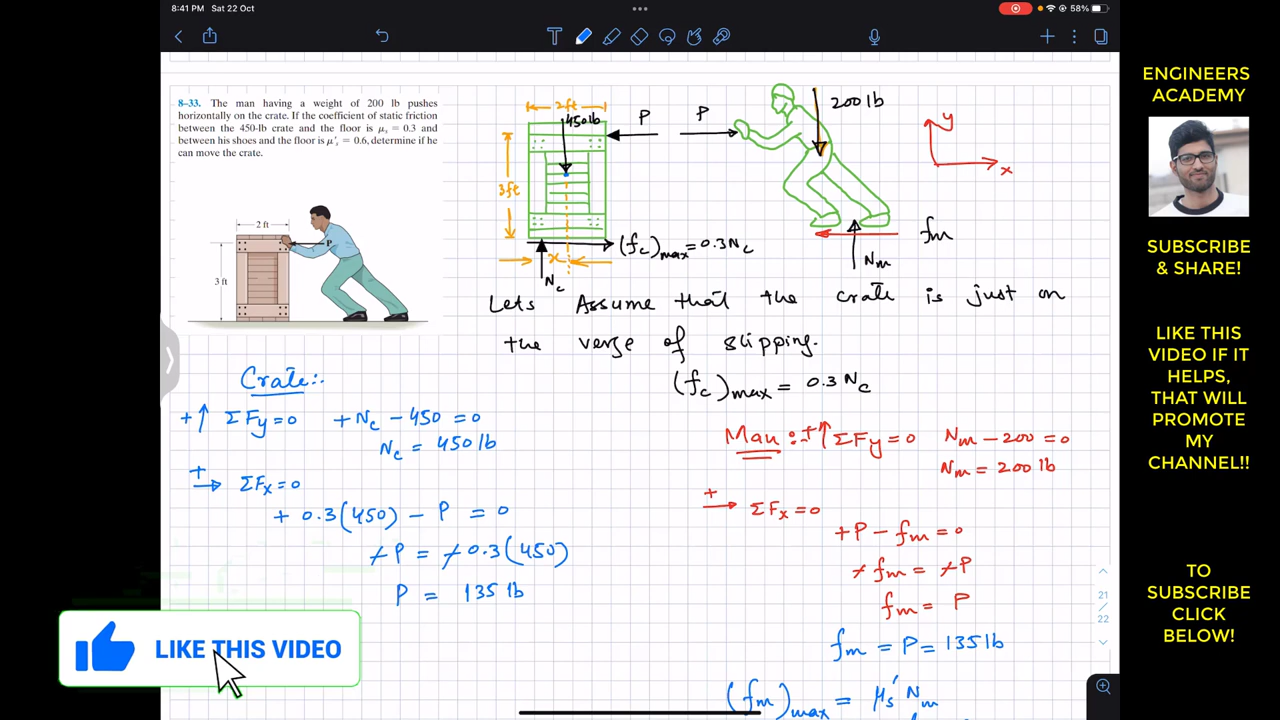 8:41 PM Sat 22 Oct
58%
8–33. The man having a weight of 200 lb pushes
horizontally on the crate. If the coefficient of static friction
between the 450-lb crate and the floor is μs = 0.3 and
between his shoes and the floor is μ's = 0.6, determine if he
can move the crate.
2 ft
P
3 ft
2ft
450lb
P
P
200 lb
y
x
3ft
(fc)max = 0.3Nc
x
Nc
fm
Nm
Lets Assume that the crate is just on
the verge of slipping.
(fc)max = 0.3 Nc
Crate:
+↑ ΣFy=0 +Nc – 450 = 0
Nc = 450 lb
+→ ΣFx=0
+ 0.3(450) – P = 0
–P = –0.3(450)
P = 135 lb
Man: +↑ ΣFy=0 Nm – 200 = 0
Nm = 200 lb
+→ ΣFx=0
+P – fm = 0
–fm = –P
fm = P
fm = P = 135 lb
(fm)max = μs' Nm
21
/
22
LIKE THIS VIDEO
ENGINEERS
ACADEMY
SUBSCRIBE
& SHARE!
LIKE THIS
VIDEO IF IT
HELPS,
THAT WILL
PROMOTE
MY
CHANNEL!!
TO
SUBSCRIBE
CLICK
BELOW!